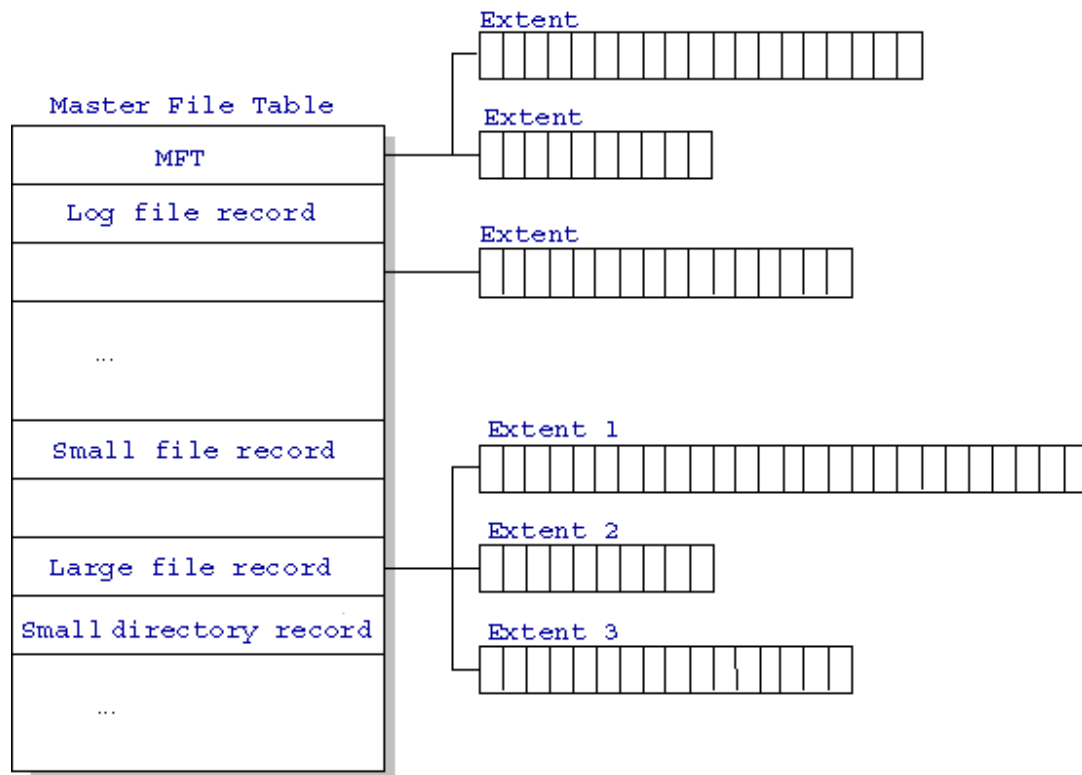 Master File Table
MFT
Log file record
...
Small file record
Large file record
Small directory record
...
Extent
Extent
Extent
Extent 1
Extent 2
Extent 3